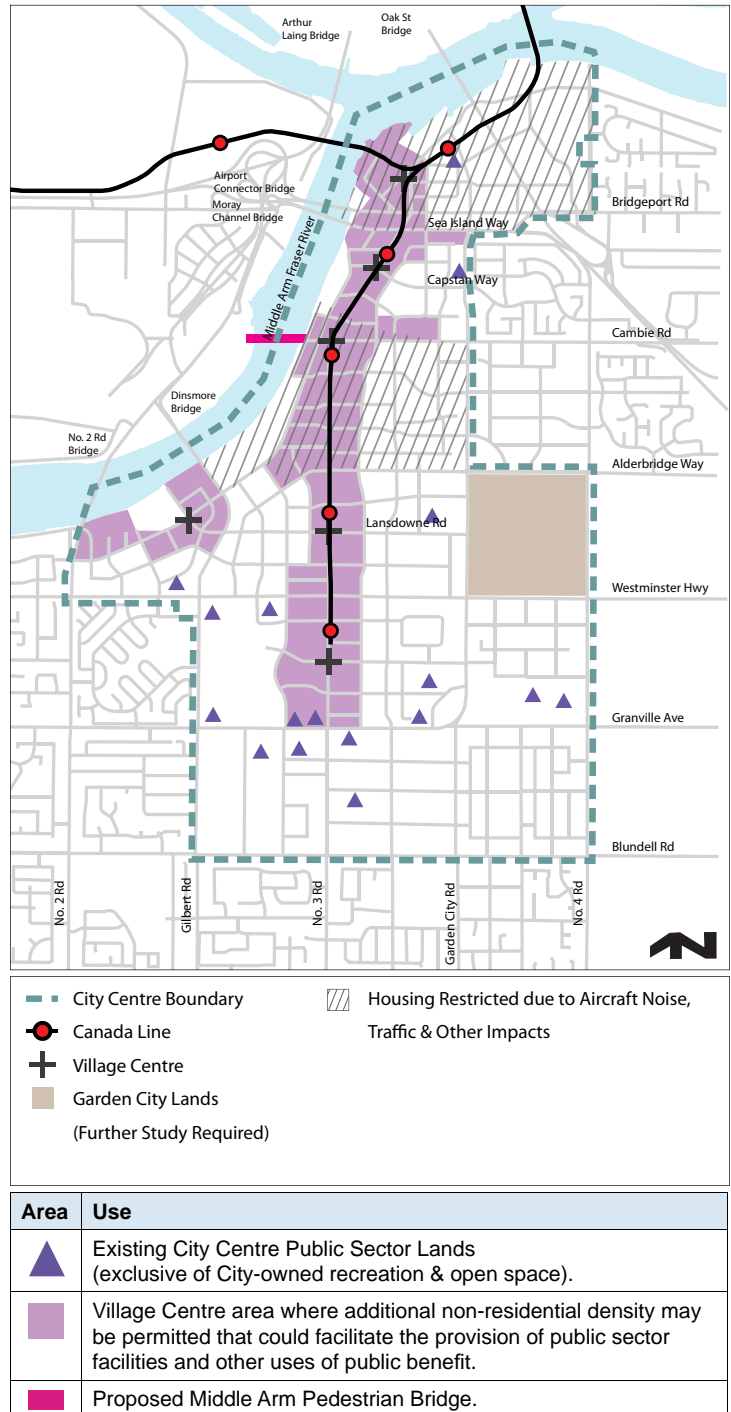 Arthur
Laing Bridge
Oak St
Bridge
Airport
Connector Bridge
Moray
Channel Bridge
Bridgeport Rd
Sea Island Way
Middle Arm Fraser River
Capstan Way
Cambie Rd
Dinsmore
Bridge
No. 2 Rd
Bridge
Alderbridge Way
Lansdowne Rd
Westminster Hwy
Granville Ave
Blundell Rd
No. 2 Rd
Gilbert Rd
No. 3 Rd
Garden City Rd
No. 4 Rd
N
City Centre Boundary
Canada Line
Village Centre
Garden City Lands
(Further Study Required)
Housing Restricted due to Aircraft Noise,
Traffic & Other Impacts
Area Use
Existing City Centre Public Sector Lands
(exclusive of City-owned recreation & open space).
Village Centre area where additional non-residential density may
be permitted that could facilitate the provision of public sector
facilities and other uses of public benefit.
Proposed Middle Arm Pedestrian Bridge.